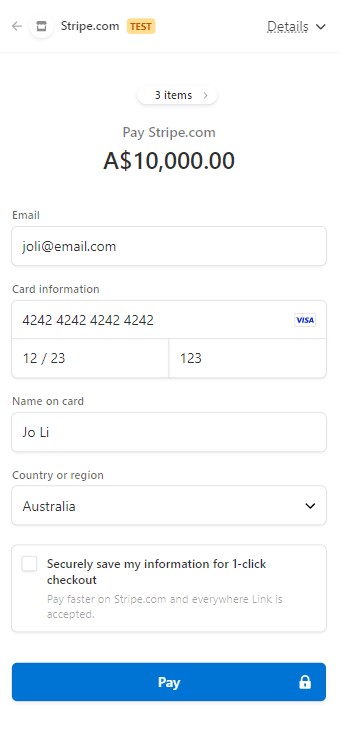 Stripe.com TEST Details
3 items
Pay Stripe.com
A$10,000.00
Email
joli@email.com
Card information
4242 4242 4242 4242 VISA
12 / 23 123
Name on card
Jo Li
Country or region
Australia
Securely save my information for 1-click
checkout
Pay faster on Stripe.com and everywhere Link is
accepted.
Pay